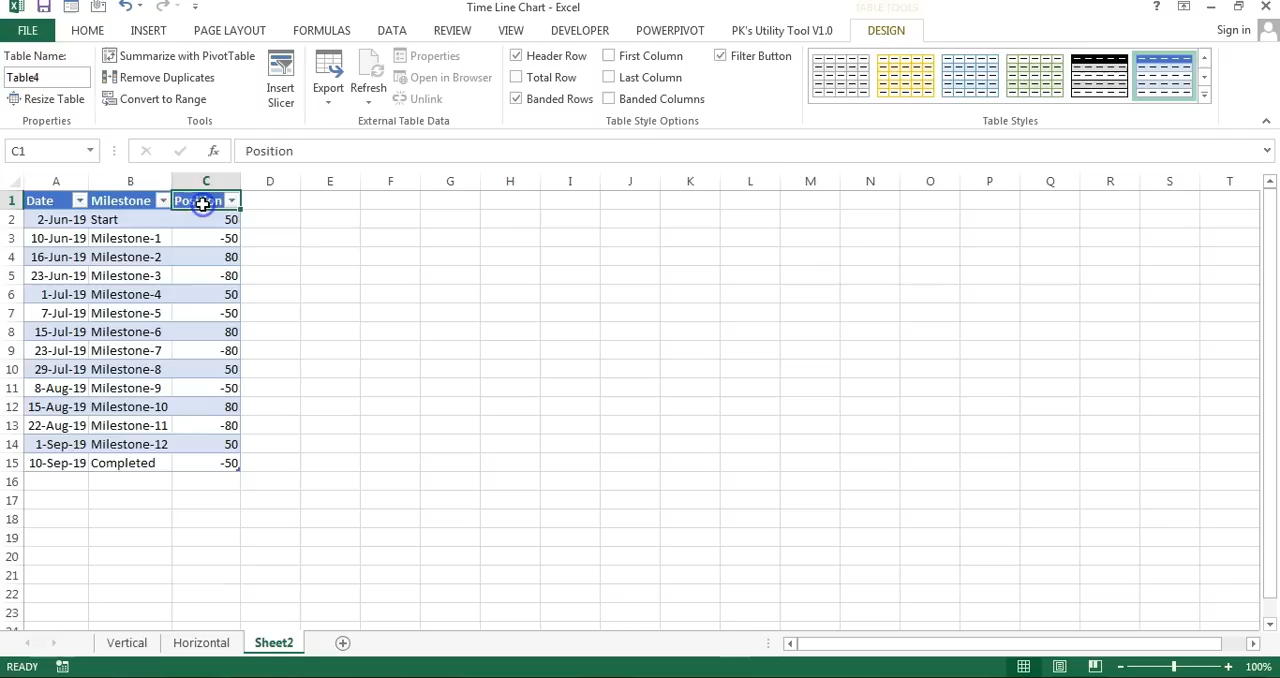 Time Line Chart - Excel
TABLE TOOLS
?
FILE HOME INSERT PAGE LAYOUT FORMULAS DATA REVIEW VIEW DEVELOPER POWERPIVOT PK's Utility Tool V1.0 DESIGN Sign in
Table Name:
Table4
Resize Table
Properties
Summarize with PivotTable
Remove Duplicates
Convert to Range
Tools
Insert
Slicer
Export
Refresh
Properties
Open in Browser
Unlink
External Table Data
Header Row First Column Filter Button
Total Row Last Column
Banded Rows Banded Columns
Table Style Options
Table Styles
C1 fx Position
A B C D E F G H I J K L M N O P Q R S T
1 Date Milestone Position
2 2-Jun-19 Start 50
3 10-Jun-19 Milestone-1 -50
4 16-Jun-19 Milestone-2 80
5 23-Jun-19 Milestone-3 -80
6 1-Jul-19 Milestone-4 50
7 7-Jul-19 Milestone-5 -50
8 15-Jul-19 Milestone-6 80
9 23-Jul-19 Milestone-7 -80
10 29-Jul-19 Milestone-8 50
11 8-Aug-19 Milestone-9 -50
12 15-Aug-19 Milestone-10 80
13 22-Aug-19 Milestone-11 -80
14 1-Sep-19 Milestone-12 50
15 10-Sep-19 Completed -50
16
17
18
19
20
21
22
23
Vertical Horizontal Sheet2
READY 100%